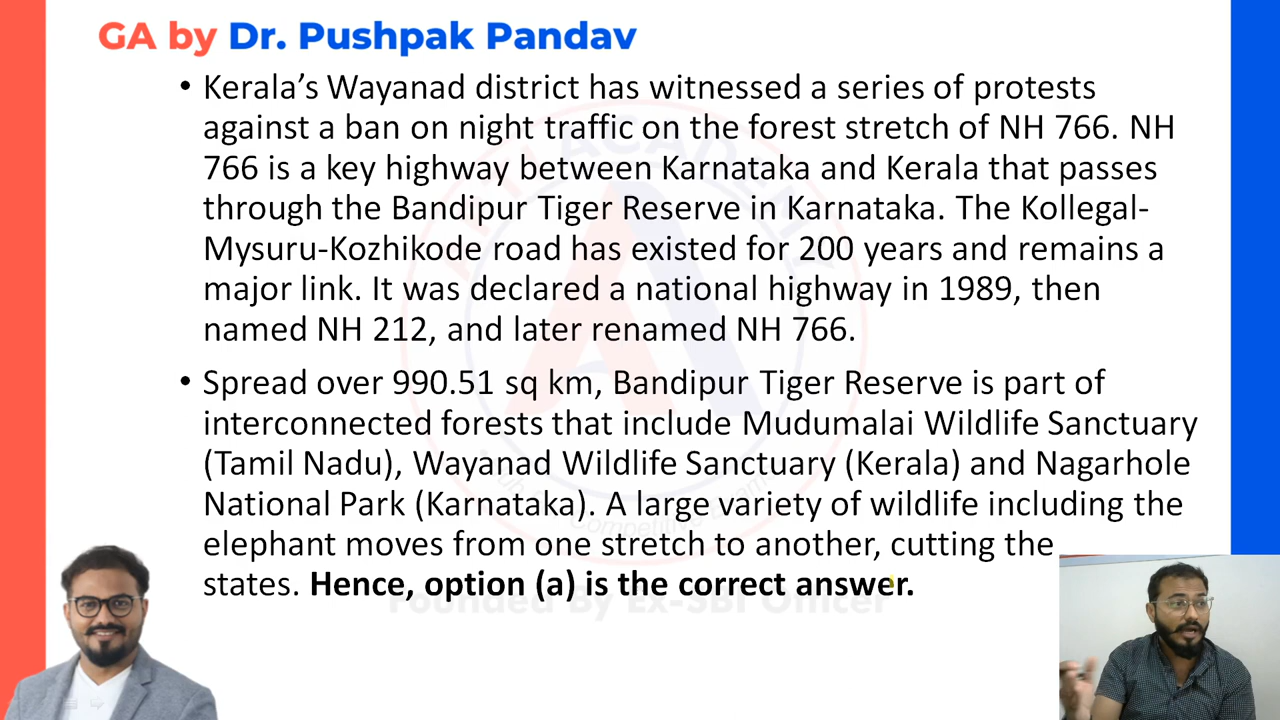 GA by Dr. Pushpak Pandav
• Kerala’s Wayanad district has witnessed a series of protests
against a ban on night traffic on the forest stretch of NH 766. NH
766 is a key highway between Karnataka and Kerala that passes
through the Bandipur Tiger Reserve in Karnataka. The Kollegal-
Mysuru-Kozhikode road has existed for 200 years and remains a
major link. It was declared a national highway in 1989, then
named NH 212, and later renamed NH 766.
• Spread over 990.51 sq km, Bandipur Tiger Reserve is part of
interconnected forests that include Mudumalai Wildlife Sanctuary
(Tamil Nadu), Wayanad Wildlife Sanctuary (Kerala) and Nagarhole
National Park (Karnataka). A large variety of wildlife including the
elephant moves from one stretch to another, cutting the
states. Hence, option (a) is the correct answer.
Founded By Ex-SBI Officer